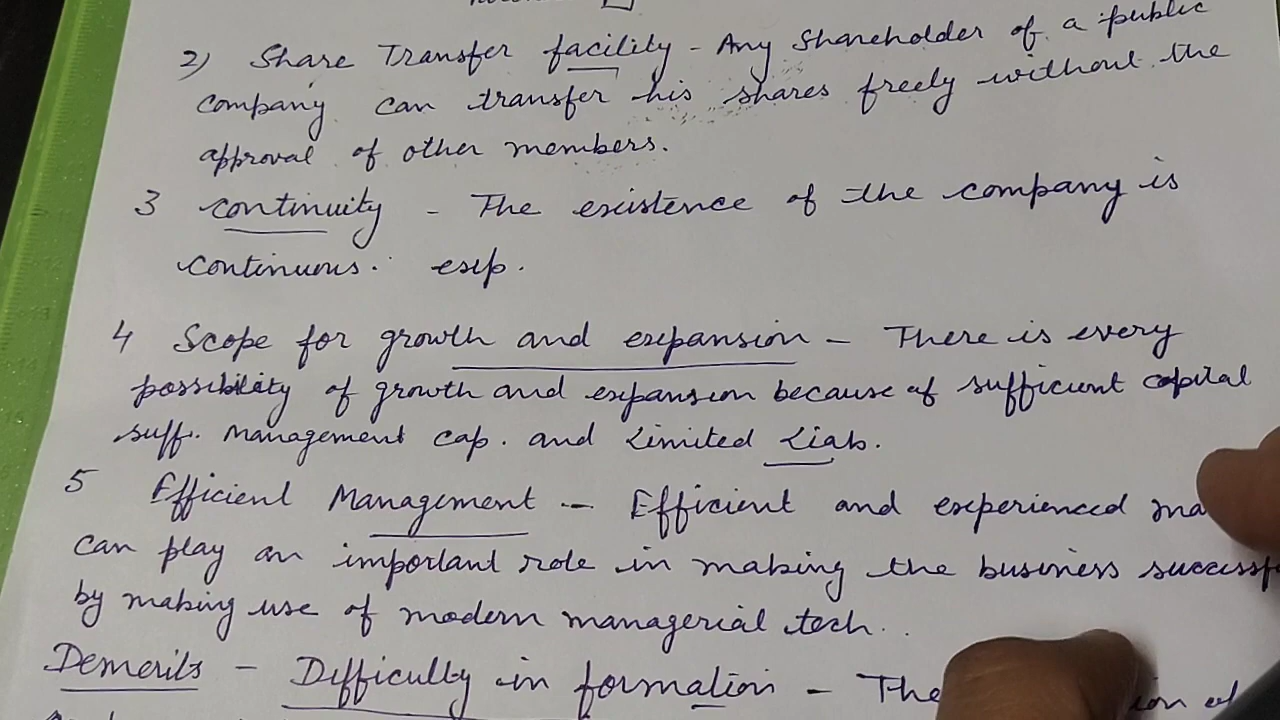 2) Share Transfer facility - Any Shareholder of a public
company can transfer his shares freely without the
approval of other members.
3 continuity - The existence of the company is
continuous. exp.
4 Scope for growth and expansion - There is every
possibility of growth and expansion because of sufficient capital
suff. management cap. and Limited Liab.
5 Efficient Management - Efficient and experienced ma
can play an important role in making the business successf
by making use of modern managerial tech..
Demerits - Difficulty in formation - The ion of